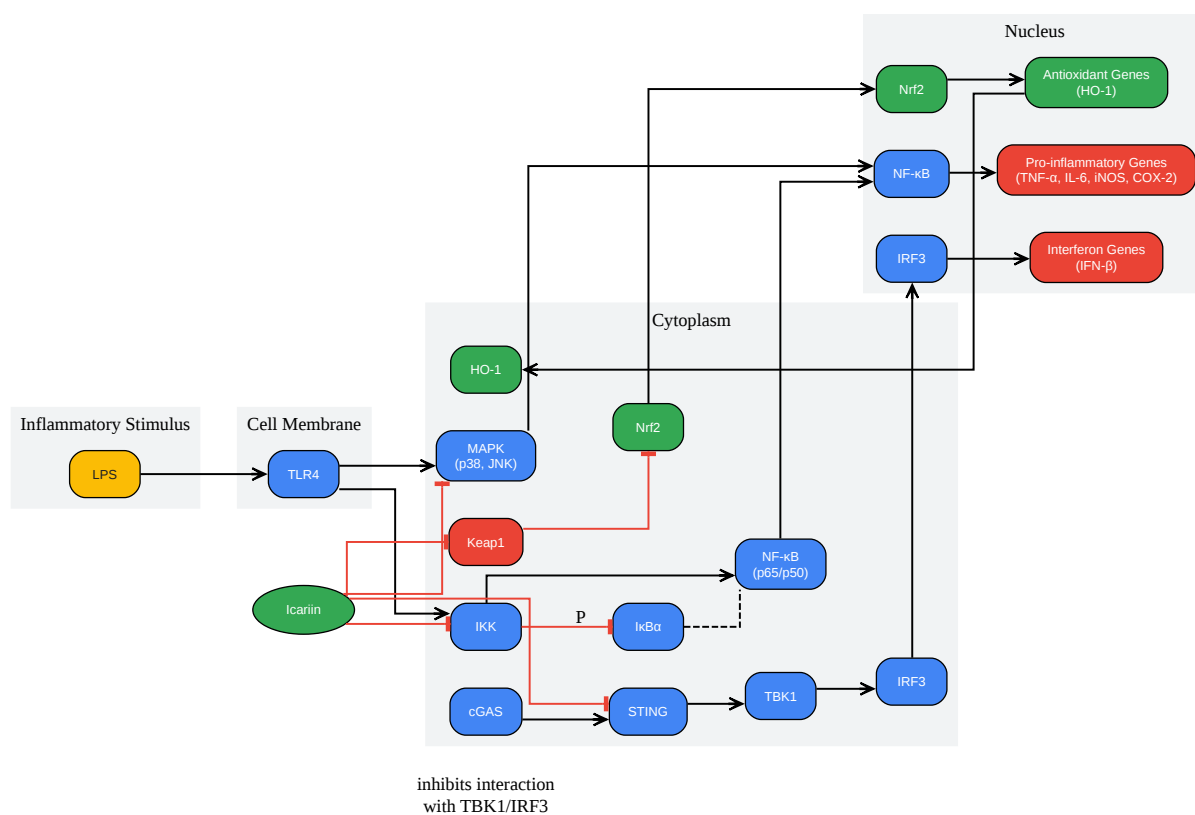 Nucleus
Nrf2
Antioxidant Genes
(HO-1)
NF-κB
Pro-inflammatory Genes
(TNF-α, IL-6, iNOS, COX-2)
IRF3
Interferon Genes
(IFN-β)
Cytoplasm
HO-1
Nrf2
Inflammatory Stimulus
Cell Membrane
LPS
TLR4
MAPK
(p38, JNK)
Keap1
NF-κB
(p65/p50)
Icariin
IKK
P
IκBα
cGAS
STING
TBK1
IRF3
inhibits interaction
with TBK1/IRF3